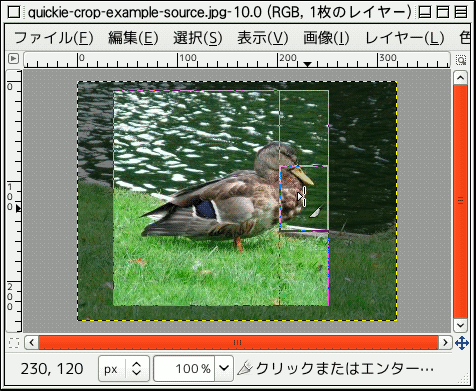 quickie-crop-example-source.jpg-10.0 (RGB, 1枚のレイヤー)
ファイル(F) 編集(E) 選択(S) 表示(V) 画像(I) レイヤー(L) 色
0 100 200 300
0
100
200
230, 120 px 100% クリックまたはエンター…